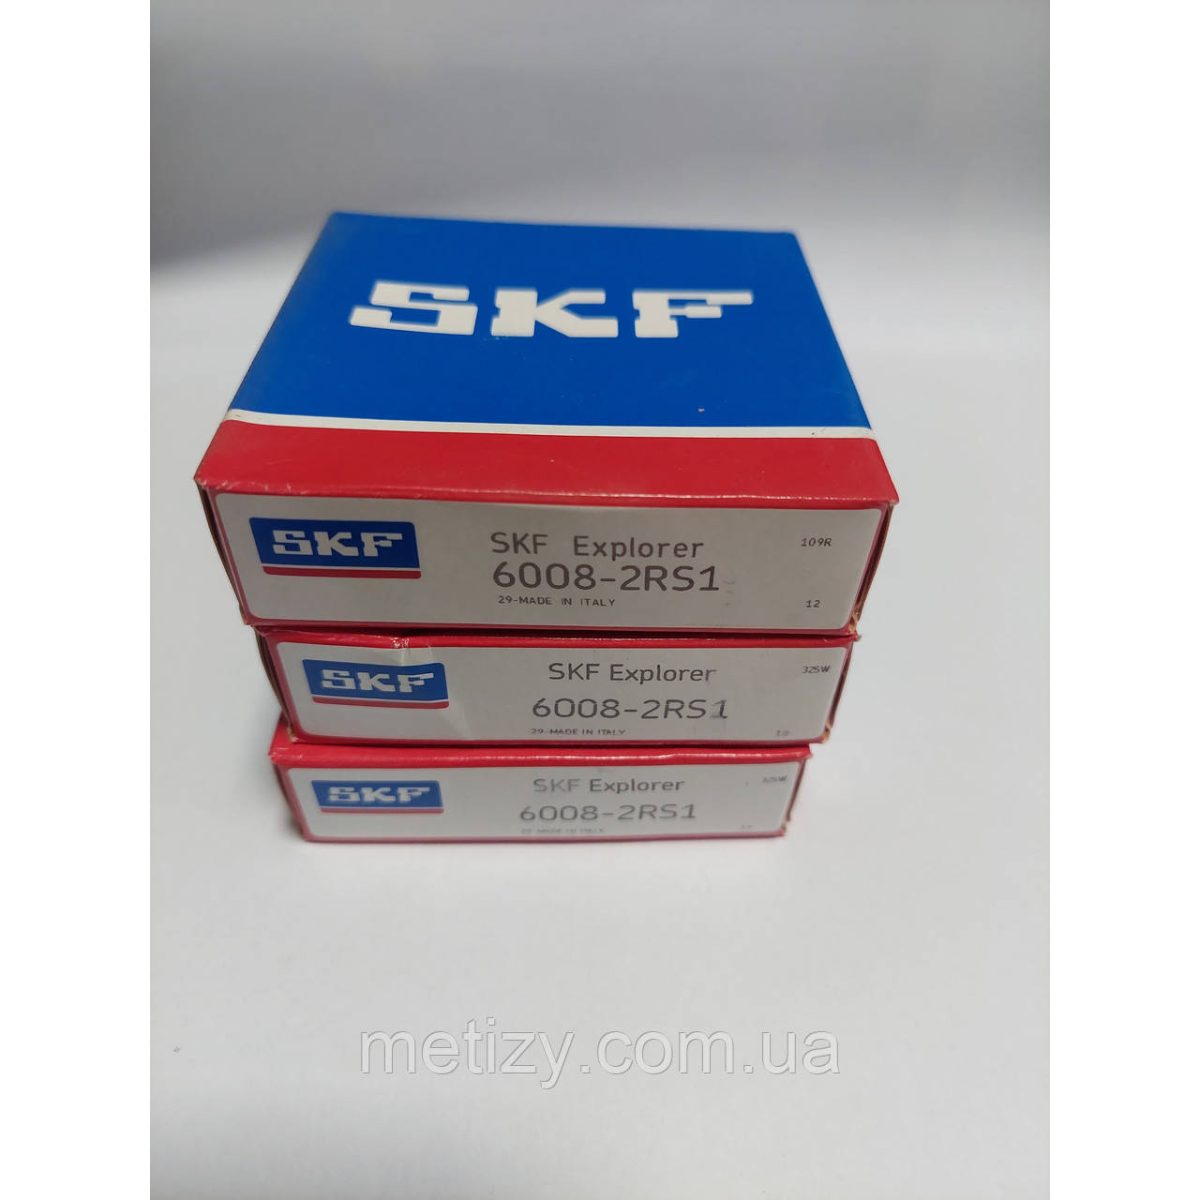 SKF
SKF
SKF Explorer
109R
6008-2RS1
29-MADE IN ITALY
12
SKF
SKF Explorer
325W
6008-2RS1
29-MADE IN ITALY
12
SKF
SKF Explorer
325W
6008-2RS1
29-MADE IN ITALY
metizy.com.ua